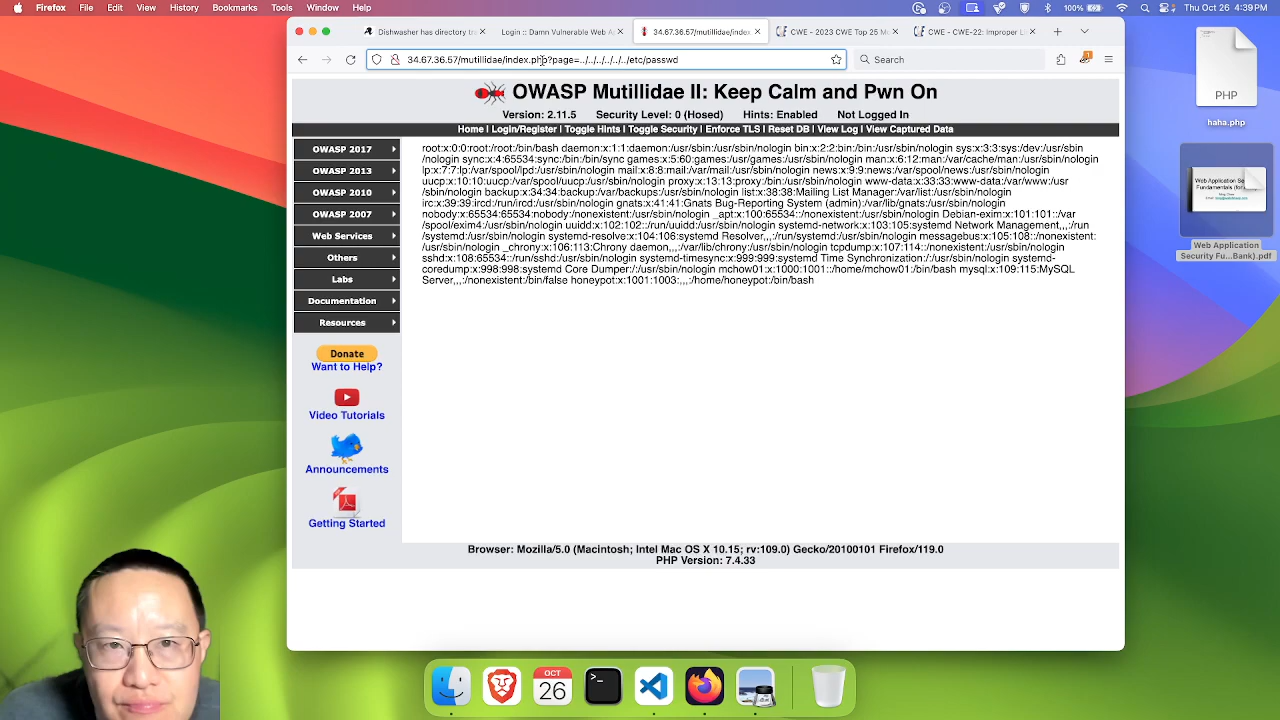 Firefox File Edit View History Bookmarks Tools Window Help
100% Thu Oct 26 4:39 PM
Dishwasher has directory th
Login :: Damn Vulnerable Web A
34.67.36.57/mutillidae/index
CWE - 2023 CWE Top 25 M
CWE - CWE-22: Improper L
34.67.36.57/mutillidae/index.php?page=../../../../../../etc/passwd
Search
OWASP Mutillidae II: Keep Calm and Pwn On
Version: 2.11.5 Security Level: 0 (Hosed) Hints: Enabled Not Logged In
Home | Login/Register | Toggle Hints | Toggle Security | Enforce TLS | Reset DB | View Log | View Captured Data
OWASP 2017
OWASP 2013
OWASP 2010
OWASP 2007
Web Services
Others
Labs
Documentation
Resources
Donate
Want to Help?
Video Tutorials
Announcements
Getting Started
root:x:0:0:root:/root:/bin/bash daemon:x:1:1:daemon:/usr/sbin:/usr/sbin/nologin bin:x:2:2:bin:/bin:/usr/sbin/nologin sys:x:3:3:sys:/dev:/usr/sbin
/nologin sync:x:4:65534:sync:/bin:/bin/sync games:x:5:60:games:/usr/games:/usr/sbin/nologin man:x:6:12:man:/var/cache/man:/usr/sbin/nologin
lp:x:7:7:lp:/var/spool/lpd:/usr/sbin/nologin mail:x:8:8:mail:/var/mail:/usr/sbin/nologin news:x:9:9:news:/var/spool/news:/usr/sbin/nologin
uucp:x:10:10:uucp:/var/spool/uucp:/usr/sbin/nologin proxy:x:13:13:proxy:/bin:/usr/sbin/nologin www-data:x:33:33:www-data:/var/www:/usr
/sbin/nologin backup:x:34:34:backup:/var/backups:/usr/sbin/nologin list:x:38:38:Mailing List Manager:/var/list:/usr/sbin/nologin
irc:x:39:39:ircd:/run/ircd:/usr/sbin/nologin gnats:x:41:41:Gnats Bug-Reporting System (admin):/var/lib/gnats:/usr/sbin/nologin
nobody:x:65534:65534:nobody:/nonexistent:/usr/sbin/nologin _apt:x:100:65534::/nonexistent:/usr/sbin/nologin Debian-exim:x:101:101::/var
/spool/exim4:/usr/sbin/nologin uuidd:x:102:102::/run/uuidd:/usr/sbin/nologin systemd-network:x:103:105:systemd Network Management,,,:/run
/systemd:/usr/sbin/nologin systemd-resolve:x:104:106:systemd Resolver,,,:/run/systemd:/usr/sbin/nologin messagebus:x:105:108::/nonexistent:
/usr/sbin/nologin _chrony:x:106:113:Chrony daemon,,,:/var/lib/chrony:/usr/sbin/nologin tcpdump:x:107:114::/nonexistent:/usr/sbin/nologin
sshd:x:108:65534::/run/sshd:/usr/sbin/nologin systemd-timesync:x:999:999:systemd Time Synchronization:/:/usr/sbin/nologin systemd-
coredump:x:998:998:systemd Core Dumper:/:/usr/sbin/nologin mchow01:x:1000:1001::/home/mchow01:/bin/bash mysql:x:109:115:MySQL
Server,,,:/nonexistent:/bin/false honeypot:x:1001:1003:,,,:/home/honeypot:/bin/bash
Browser: Mozilla/5.0 (Macintosh; Intel Mac OS X 10.15; rv:109.0) Gecko/20100101 Firefox/119.0
PHP Version: 7.4.33
PHP
haha.php
Web Application Se
Fundamentals (for
Web Application
Security Fu...Bank).pdf
OCT
26